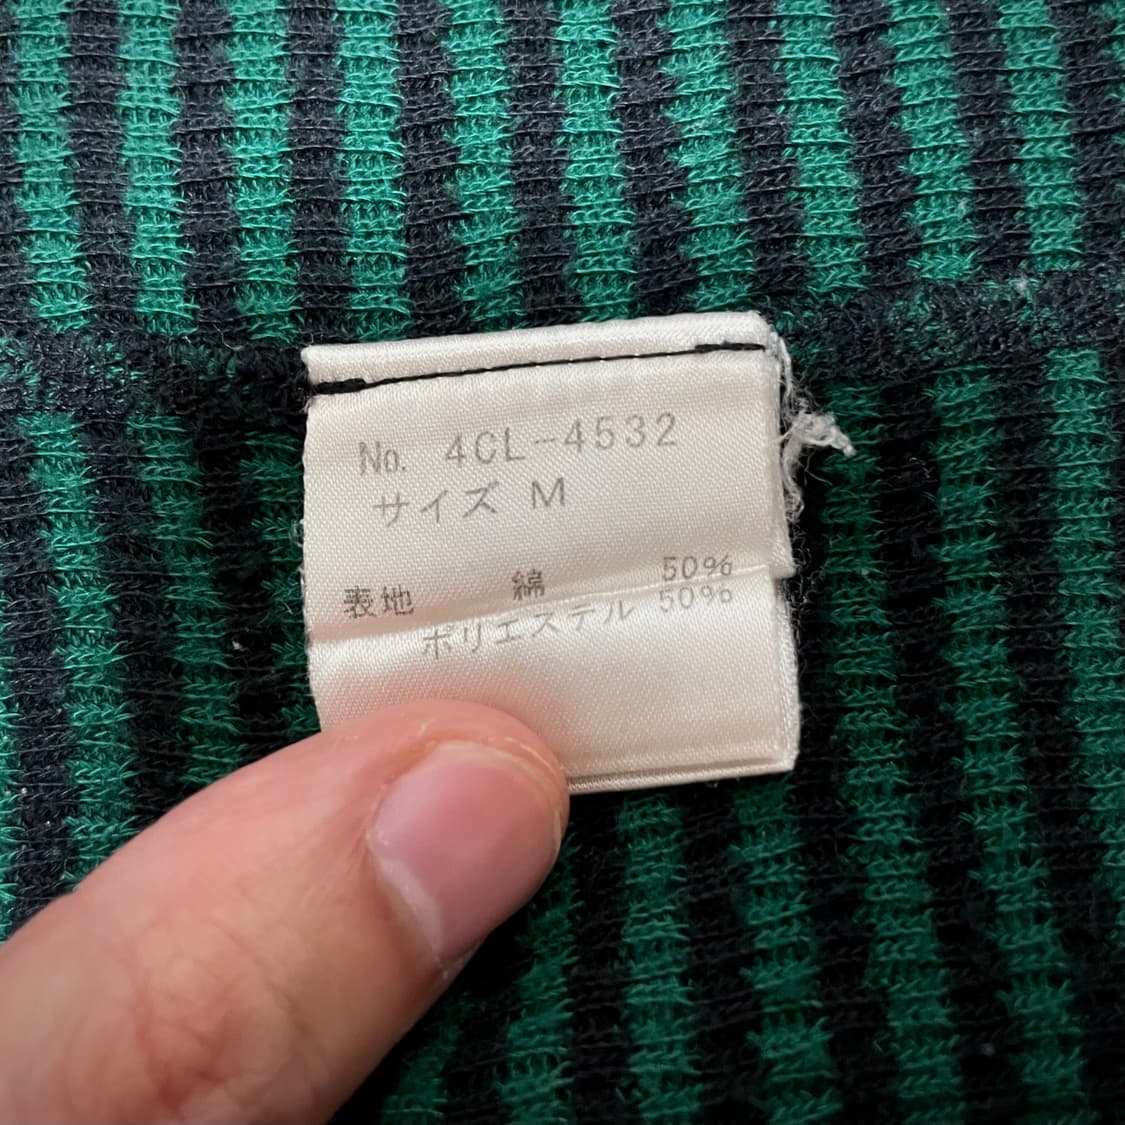 No. 4CL-4532
サイズ M
表地 綿 50%
ポリエステル 50%